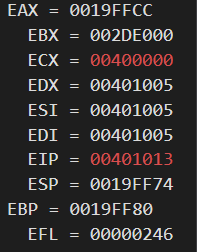 EAX = 0019FFCC
EBX = 002DE000
ECX = 00400000
EDX = 00401005
ESI = 00401005
EDI = 00401005
EIP = 00401013
ESP = 0019FF74
EBP = 0019FF80
EFL = 00000246